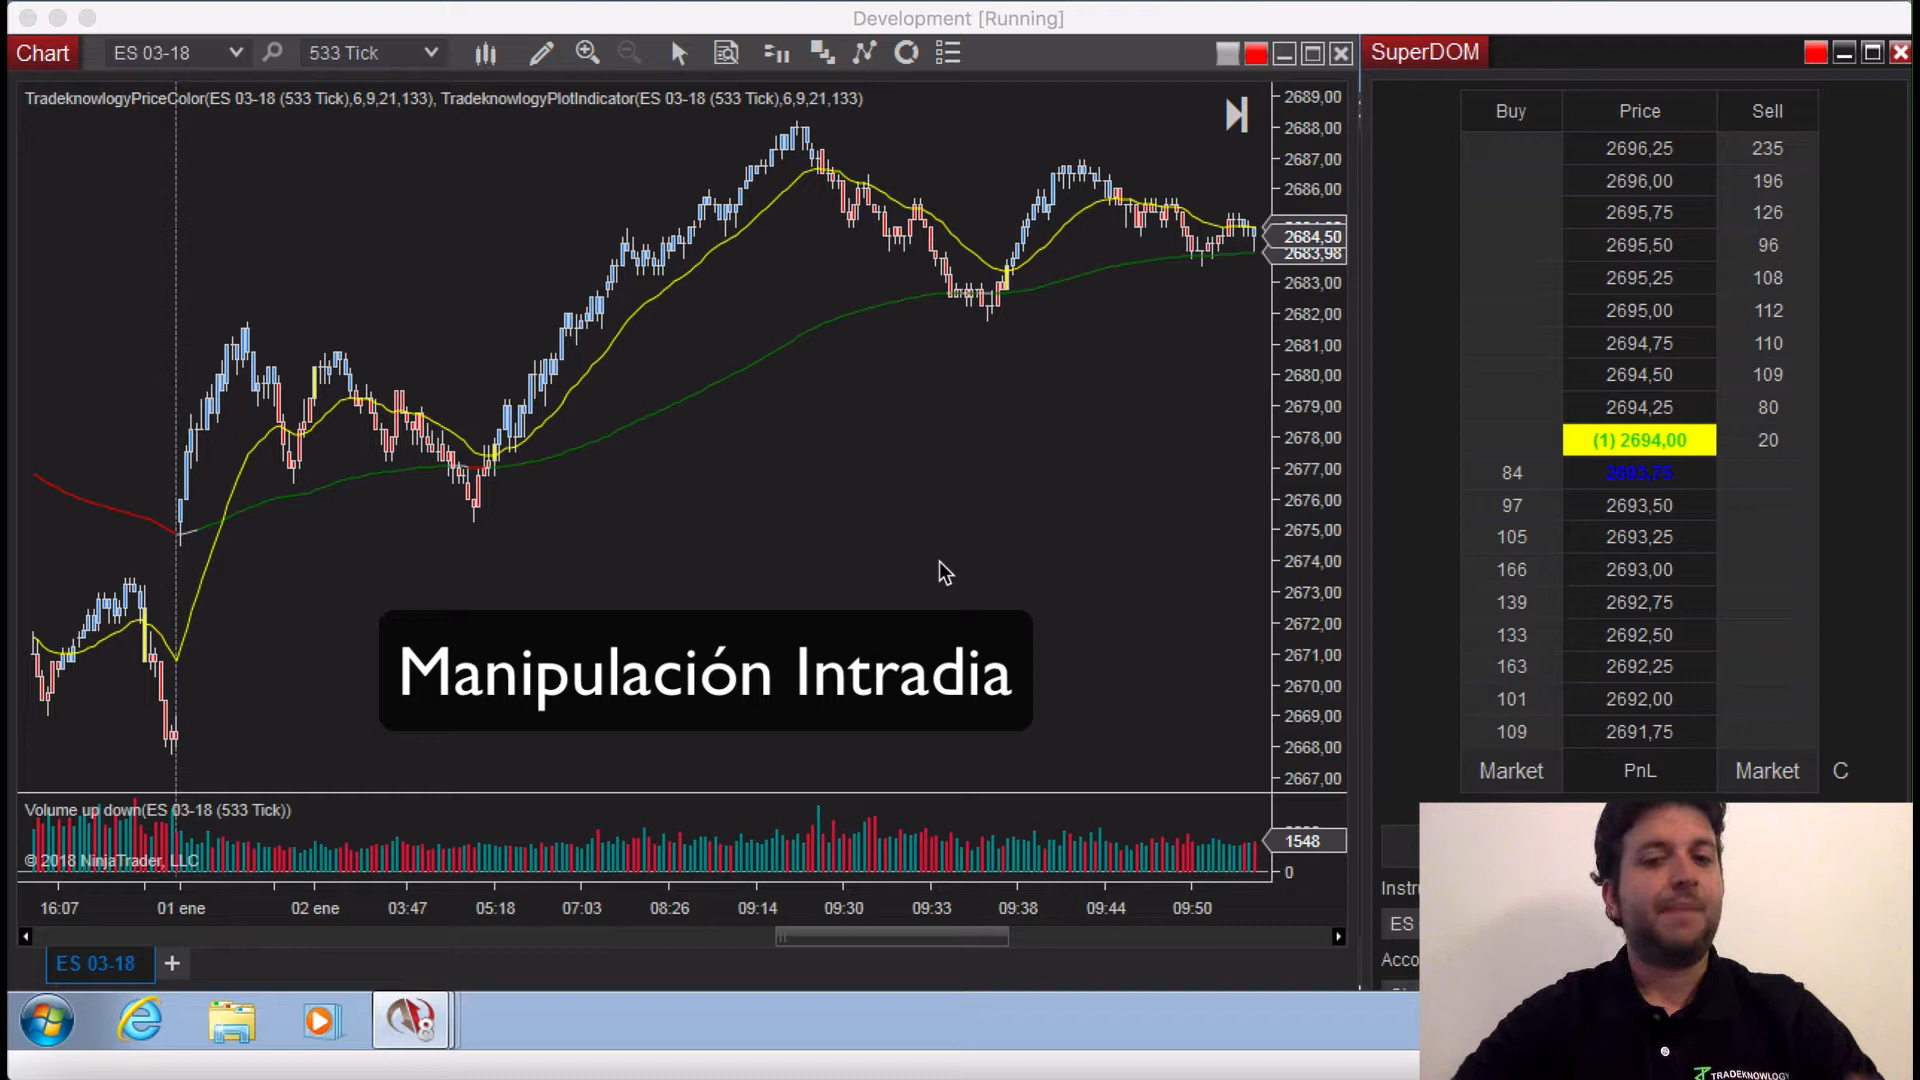 Development [Running]
Chart ES 03-18 533 Tick
SuperDOM
TradeknowlogyPriceColor(ES 03-18 (533 Tick),6,9,21,133), TradeknowlogyPlotIndicator(ES 03-18 (533 Tick),6,9,21,133)
2689,00
2688,00
2687,00
2686,00
2684,50
2683,98
2683,00
2682,00
2681,00
2680,00
2679,00
2678,00
2677,00
2676,00
2675,00
2674,00
2673,00
2672,00
2671,00
2670,00
2669,00
2668,00
2667,00
Manipulación Intradia
Volume up down(ES 03-18 (533 Tick))
1548
0
© 2018 NinjaTrader, LLC
16:07 01 ene 02 ene 03:47 05:18 07:03 08:26 09:14 09:30 09:33 09:38 09:44 09:50
ES 03-18 +
Buy Price Sell
2696,25 235
2696,00 196
2695,75 126
2695,50 96
2695,25 108
2695,00 112
2694,75 110
2694,50 109
2694,25 80
(1) 2694,00 20
84 2693,75
97 2693,50
105 2693,25
166 2693,00
139 2692,75
133 2692,50
163 2692,25
101 2692,00
109 2691,75
Market PnL Market C
Instr
ES
Acco
8
TRADEKNOWLOGY